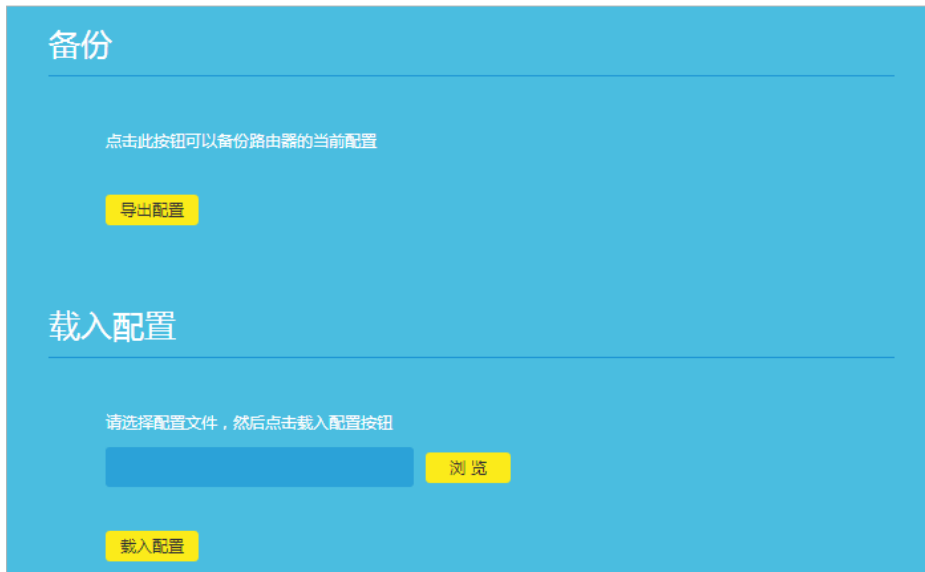 备份
点击此按钮可以备份路由器的当前配置
导出配置
载入配置
请选择配置文件，然后点击载入配置按钮
浏 览
载入配置